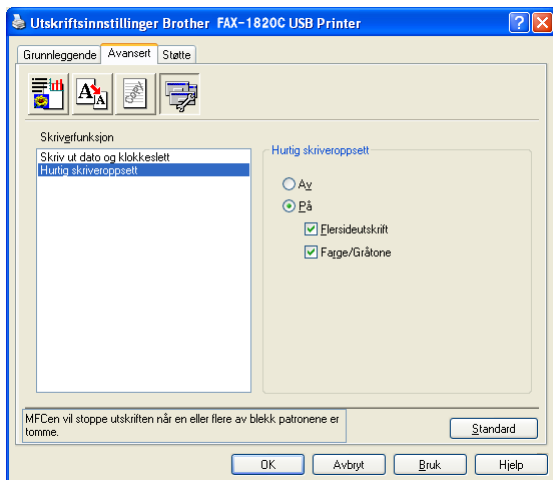 Utskriftsinnstillinger Brother FAX-1820C USB Printer
Grunnleggende Avansert Støtte
Skriverfunksjon
Skriv ut dato og klokkeslett
Hurtig skriveroppsett
Hurtig skriveroppsett
Av
På
Flersideutskrift
Farge/Gråtone
MFCen vil stoppe utskriften når en eller flere av blekk patronene er
tomme.
Standard
OK Avbryt Bruk Hjelp